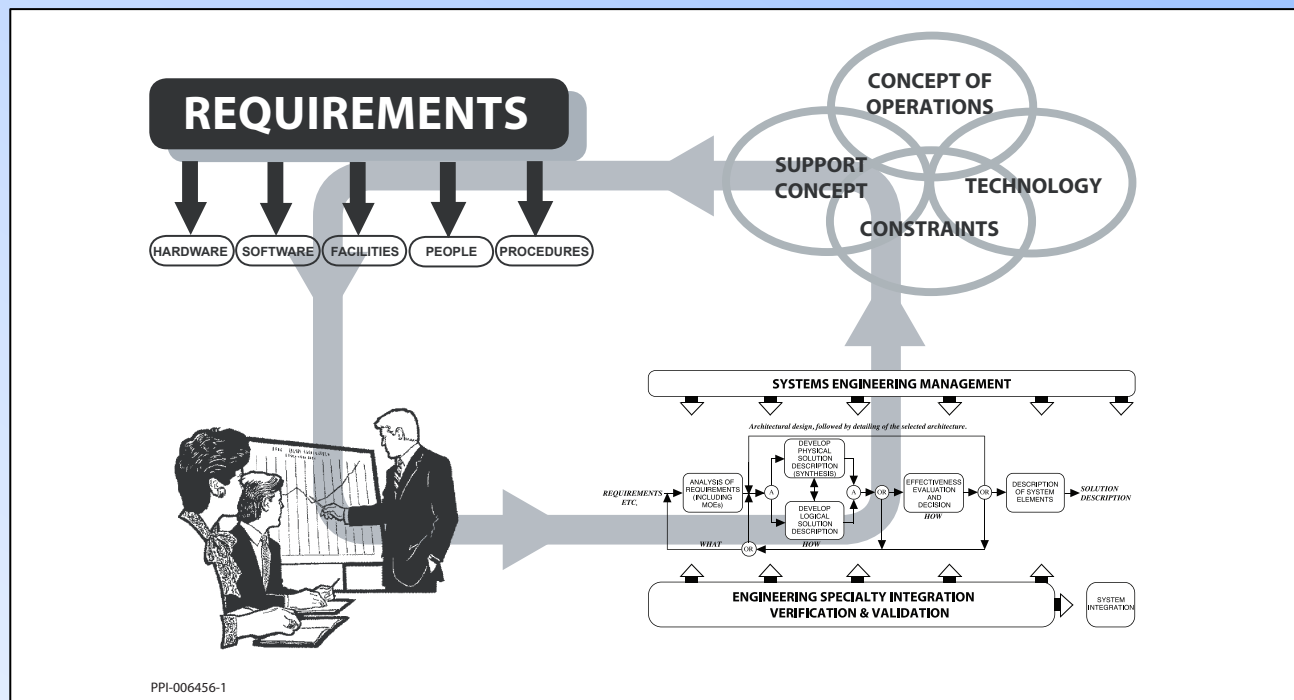 REQUIREMENTS
HARDWARE
SOFTWARE
FACILITIES
PEOPLE
PROCEDURES
CONCEPT OF
OPERATIONS
SUPPORT
CONCEPT
TECHNOLOGY
CONSTRAINTS
SYSTEMS ENGINEERING MANAGEMENT
Architectural design, followed by detailing of the selected architecture.
REQUIREMENTS
ETC,
ANALYSIS OF
REQUIREMENTS
(INCLUDING
MOEs)
A
DEVELOP
PHYSICAL
SOLUTION
DESCRIPTION
(SYNTHESIS)
DEVELOP
LOGICAL
SOLUTION
DESCRIPTION
A
OR
EFFECTIVENESS
EVALUATION
AND
DECISION
HOW
OR
DESCRIPTION
OF SYSTEM
ELEMENTS
SOLUTION
DESCRIPTION
WHAT
OR
HOW
ENGINEERING SPECIALTY INTEGRATION
VERIFICATION & VALIDATION
SYSTEM
INTEGRATION
PPI-006456-1